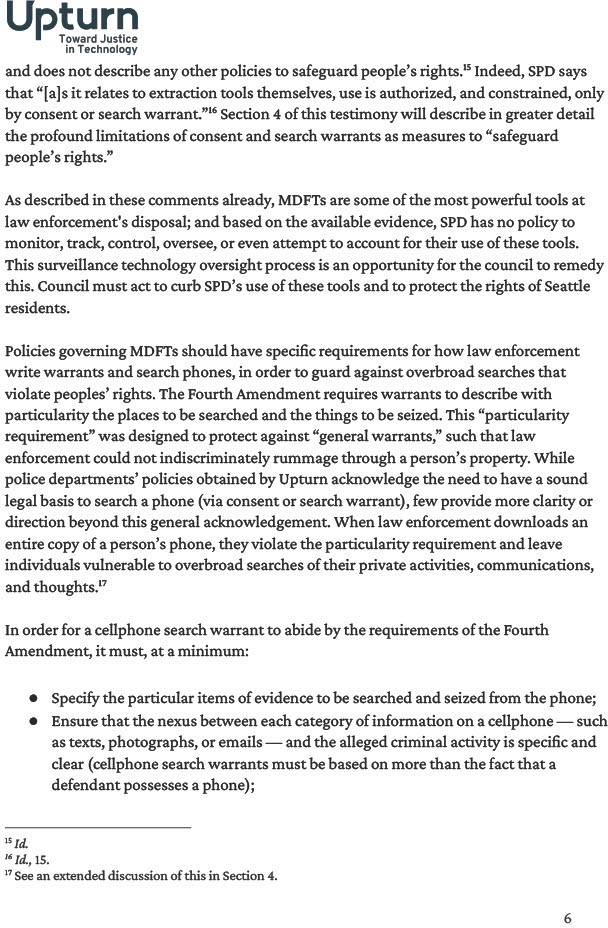 Upturn
Toward Justice
in Technology
and does not describe any other policies to safeguard people’s rights.¹⁵ Indeed, SPD says
that “[a]s it relates to extraction tools themselves, use is authorized, and constrained, only
by consent or search warrant.”¹⁶ Section 4 of this testimony will describe in greater detail
the profound limitations of consent and search warrants as measures to “safeguard
people’s rights.”
As described in these comments already, MDFTs are some of the most powerful tools at
law enforcement's disposal; and based on the available evidence, SPD has no policy to
monitor, track, control, oversee, or even attempt to account for their use of these tools.
This surveillance technology oversight process is an opportunity for the council to remedy
this. Council must act to curb SPD’s use of these tools and to protect the rights of Seattle
residents.
Policies governing MDFTs should have specific requirements for how law enforcement
write warrants and search phones, in order to guard against overbroad searches that
violate peoples’ rights. The Fourth Amendment requires warrants to describe with
particularity the places to be searched and the things to be seized. This “particularity
requirement” was designed to protect against “general warrants,” such that law
enforcement could not indiscriminately rummage through a person’s property. While
police departments’ policies obtained by Upturn acknowledge the need to have a sound
legal basis to search a phone (via consent or search warrant), few provide more clarity or
direction beyond this general acknowledgement. When law enforcement downloads an
entire copy of a person’s phone, they violate the particularity requirement and leave
individuals vulnerable to overbroad searches of their private activities, communications,
and thoughts.¹⁷
In order for a cellphone search warrant to abide by the requirements of the Fourth
Amendment, it must, at a minimum:
● Specify the particular items of evidence to be searched and seized from the phone;
● Ensure that the nexus between each category of information on a cellphone — such
as texts, photographs, or emails — and the alleged criminal activity is specific and
clear (cellphone search warrants must be based on more than the fact that a
defendant possesses a phone);
¹⁵ Id.
¹⁶ Id., 15.
¹⁷ See an extended discussion of this in Section 4.
6